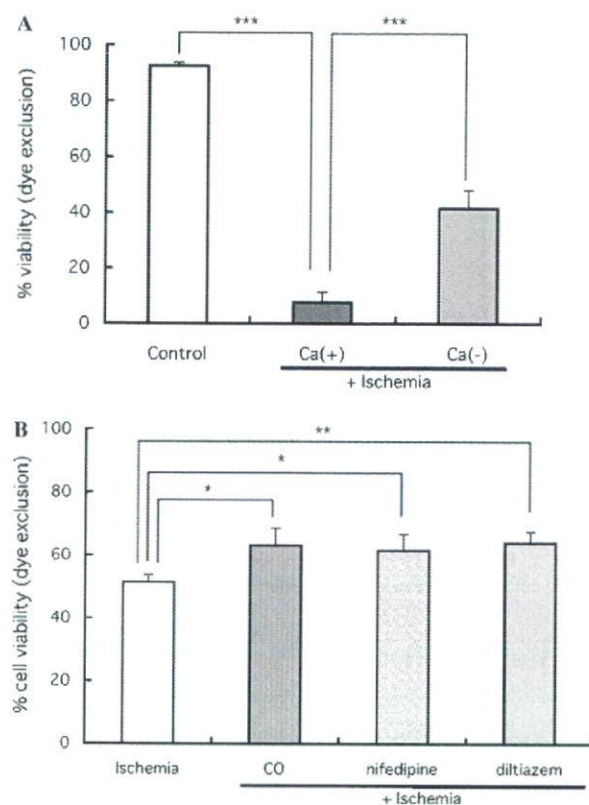 A
*** ***
100
80
60
40
20
0
% viability (dye exclusion)
Control Ca(+) Ca(-)
+ Ischemia
B
**
*
*
100
80
60
40
20
0
% cell viability (dye exclusion)
Ischemia CO nifedipine diltiazem
+ Ischemia